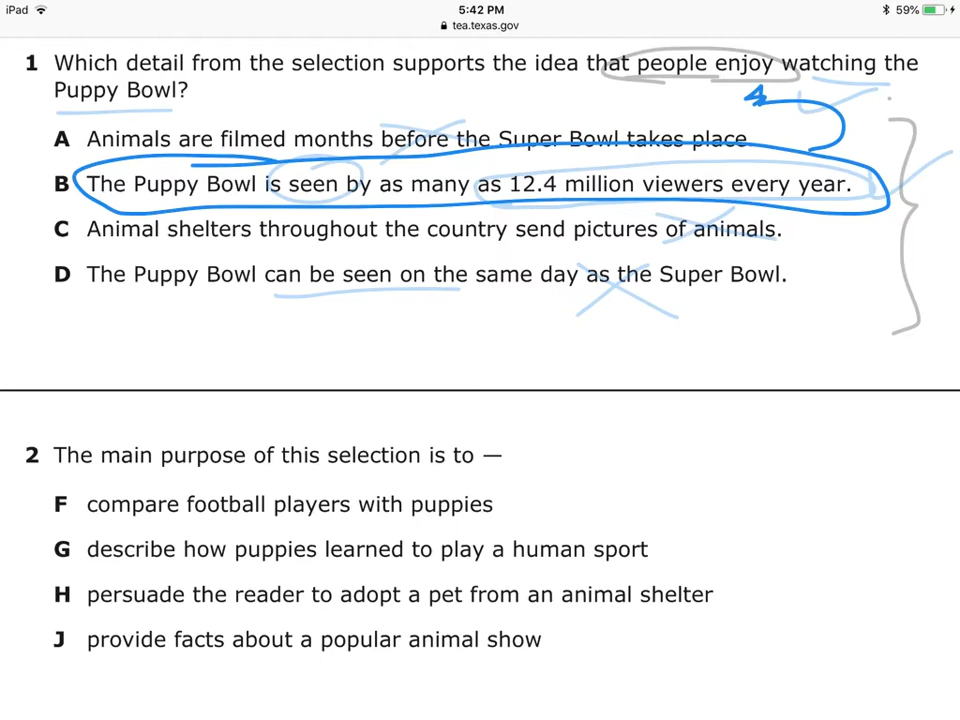 iPad 5:42 PM 59%
tea.texas.gov
1 Which detail from the selection supports the idea that people enjoy watching the
Puppy Bowl?
A Animals are filmed months before the Super Bowl takes place.
B The Puppy Bowl is seen by as many as 12.4 million viewers every year.
C Animal shelters throughout the country send pictures of animals.
D The Puppy Bowl can be seen on the same day as the Super Bowl.
2 The main purpose of this selection is to —
F compare football players with puppies
G describe how puppies learned to play a human sport
H persuade the reader to adopt a pet from an animal shelter
J provide facts about a popular animal show